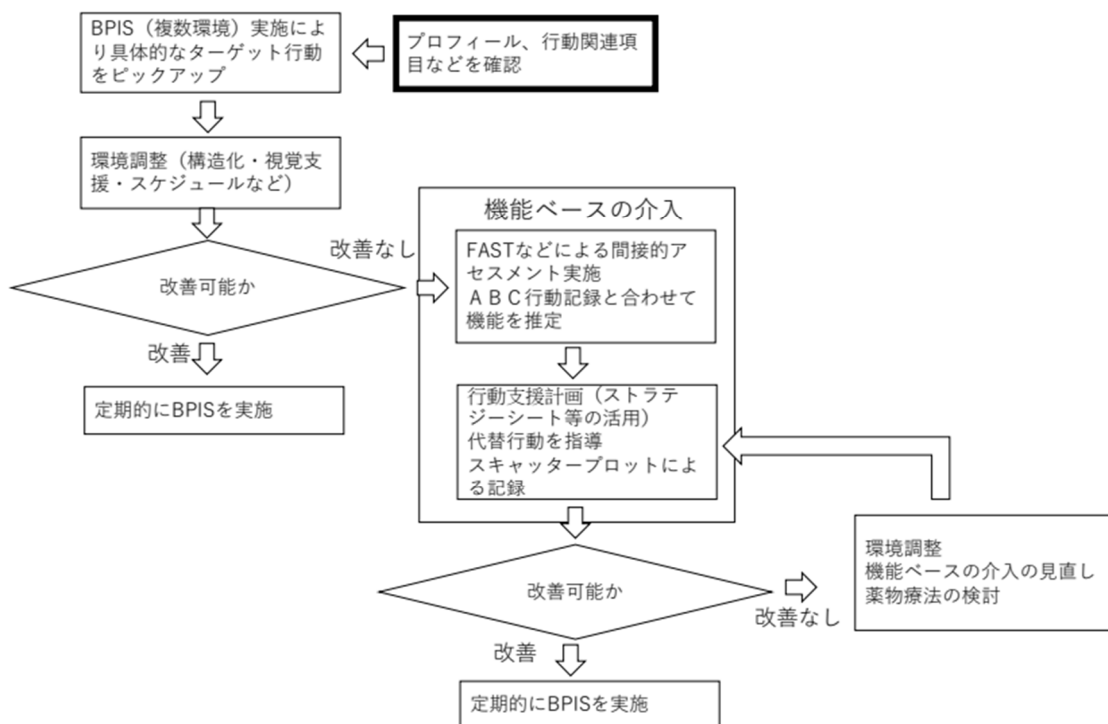 BPIS（複数環境）実施によ
り具体的なターゲット行動
をピックアップ
プロフィール、行動関連項
目などを確認
環境調整（構造化・視覚支
援・スケジュールなど）
改善可能か
改善なし
改善
定期的にBPISを実施
機能ベースの介入
FASTなどによる間接的ア
セスメント実施
ＡＢＣ行動記録と合わせて
機能を推定
行動支援計画（ストラテ
ジーシート等の活用）
代替行動を指導
スキャッタープロットによ
る記録
改善可能か
改善なし
改善
定期的にBPISを実施
環境調整
機能ベースの介入の見直し
薬物療法の検討